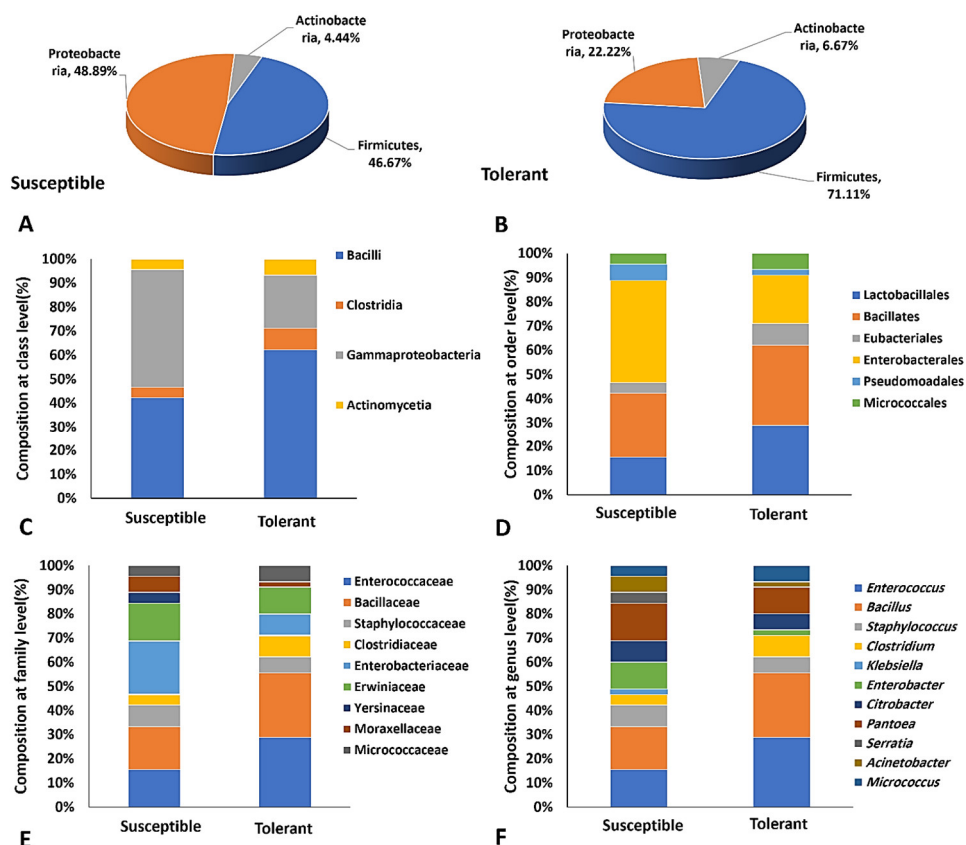 Proteobacte
ria, 48.89%
Actinobacte
ria, 4.44%
Firmicutes,
46.67%
Susceptible
A
Proteobacte
ria, 22.22%
Actinobacte
ria, 6.67%
Firmicutes,
71.11%
Tolerant
B
Composition at class level(%)
100%
90%
80%
70%
60%
50%
40%
30%
20%
10%
0%
Susceptible
Tolerant
Bacilli
Clostridia
Gammaproteobacteria
Actinomycetia
C
Composition at order level(%)
100%
90%
80%
70%
60%
50%
40%
30%
20%
10%
0%
Susceptible
Tolerant
Lactobacillales
Bacillates
Eubacteriales
Enterobacterales
Pseudomoadales
Micrococcales
D
Composition at family level(%)
100%
90%
80%
70%
60%
50%
40%
30%
20%
10%
0%
Susceptible
Tolerant
Enterococcaceae
Bacillaceae
Staphylococcaceae
Clostridiaceae
Enterobacteriaceae
Erwiniaceae
Yersinaceae
Moraxellaceae
Micrococcaceae
E
Composition at genus level(%)
100%
90%
80%
70%
60%
50%
40%
30%
20%
10%
0%
Susceptible
Tolerant
Enterococcus
Bacillus
Staphylococcus
Clostridium
Klebsiella
Enterobacter
Citrobacter
Pantoea
Serratia
Acinetobacter
Micrococcus
F